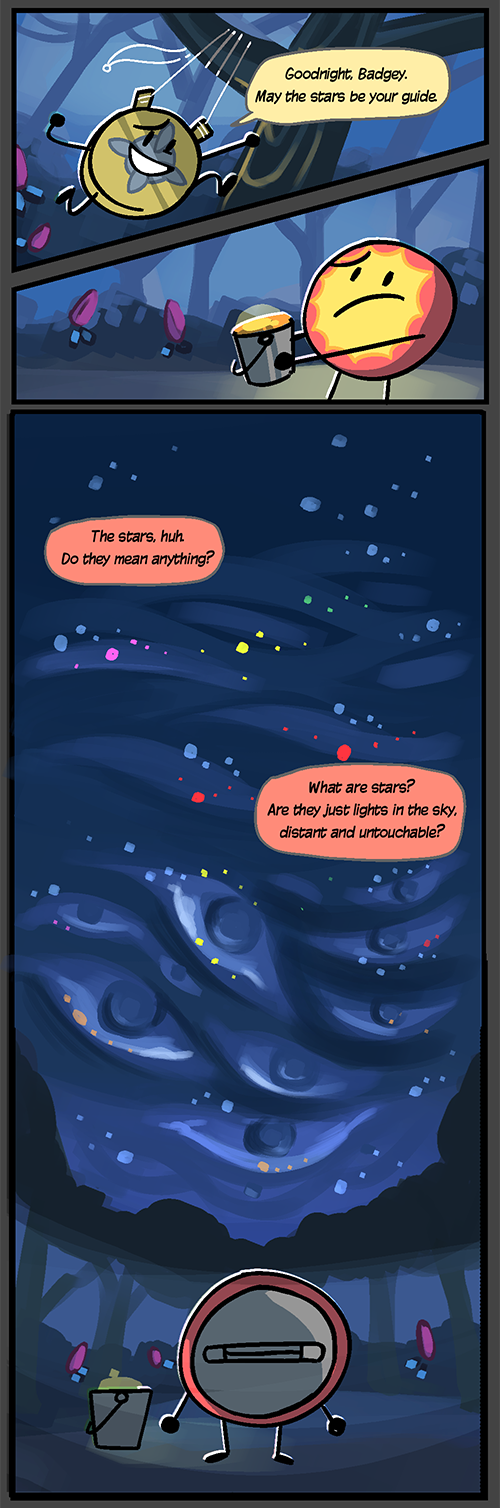 Goodnight, Badgey.
May the stars be your guide.
The stars, huh.
Do they mean anything?
What are stars?
Are they just lights in the sky,
distant and untouchable?